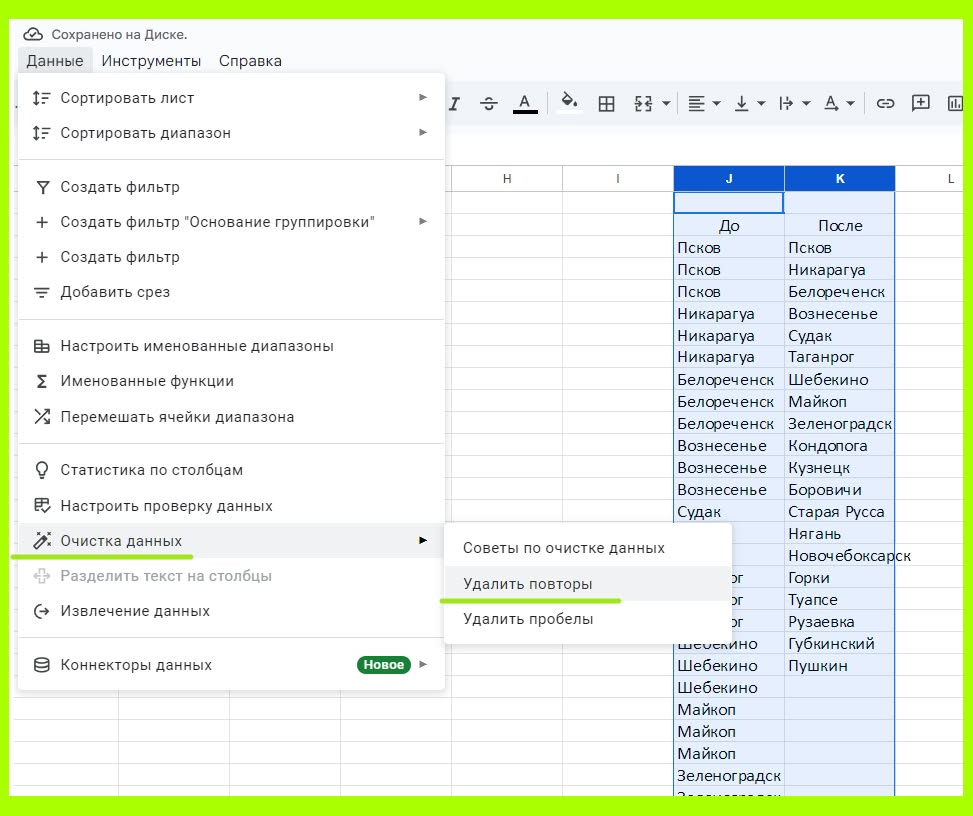 Сохранено на Диске.
Данные Инструменты Справка
Сортировать лист
Сортировать диапазон
Создать фильтр
Создать фильтр "Основание группировки"
Создать фильтр
Добавить срез
Настроить именованные диапазоны
Именованные функции
Перемешать ячейки диапазона
Статистика по столбцам
Настроить проверку данных
Очистка данных
Разделить текст на столбцы
Извлечение данных
Коннекторы данных Новое
Советы по очистке данных
Удалить повторы
Удалить пробелы
A A
H I J K L
До После
Псков Псков
Псков Никарагуа
Псков Белореченск
Никарагуа Вознесенье
Никарагуа Судак
Никарагуа Таганрог
Белореченск Шебекино
Белореченск Майкоп
Белореченск Зеленоградск
Вознесенье Кондопога
Вознесенье Кузнецк
Вознесенье Боровичи
Судак Старая Русса
Нягань
Новочебоксарск
ог Горки
ог Туапсе
ог Рузаевка
Шебекино Губкинский
Шебекино Пушкин
Шебекино
Майкоп
Майкоп
Майкоп
Зеленоградск